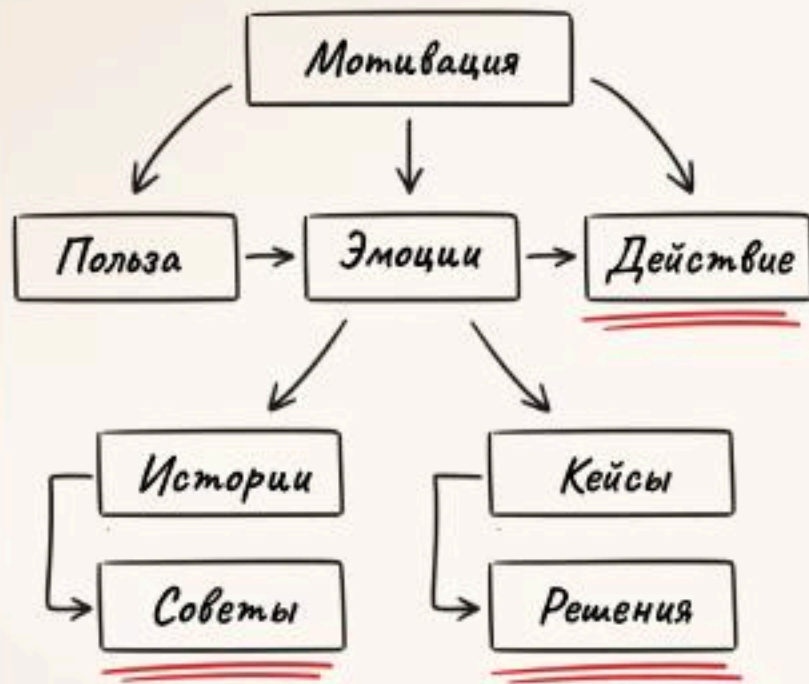 Мотивация
Польза
Эмоции
Действие
Истории
Кейсы
Советы
Решения